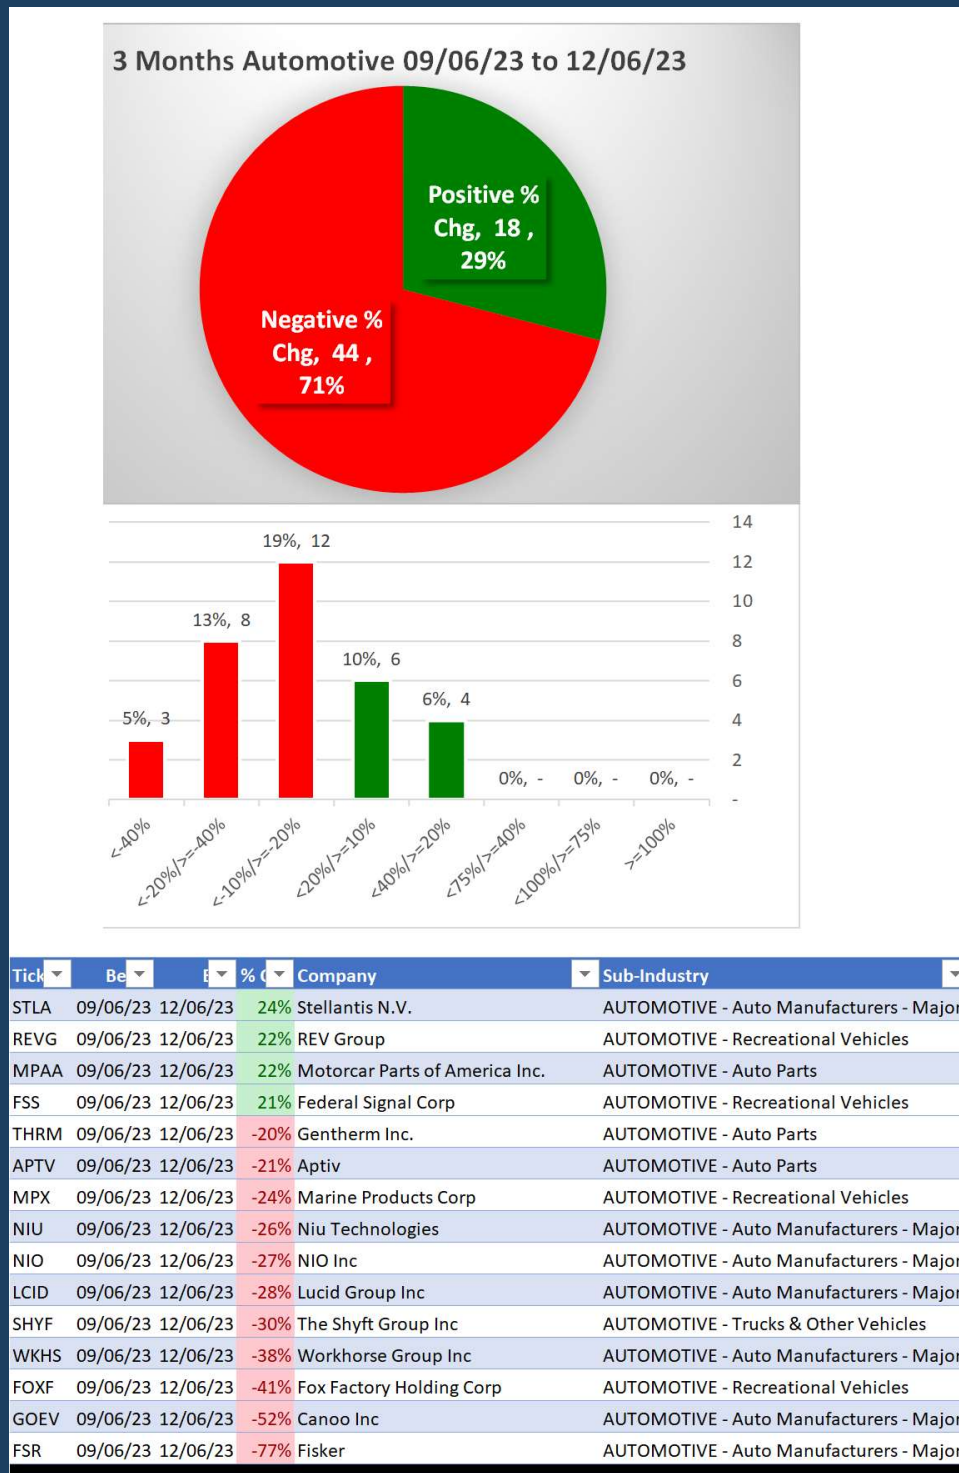 3 Months Automotive 09/06/23 to 12/06/23
Positive %
Chg, 18 ,
29%
Negative %
Chg, 44 ,
71%
14
19%, 12
12
10
13%, 8
8
10%, 6
6
6%, 4
5%, 3
4
2
0%, -
0%, -
0%, -
-
<-40%
<-20%/>=-40%
<-10%/>=-20%
<20%/>=10%
<40%/>=20%
<75%/>=40%
<100%/>=75%
>=100%
Tick Be E % C Company Sub-Industry
STLA 09/06/23 12/06/23 24% Stellantis N.V. AUTOMOTIVE - Auto Manufacturers - Major
REVG 09/06/23 12/06/23 22% REV Group AUTOMOTIVE - Recreational Vehicles
MPAA 09/06/23 12/06/23 22% Motorcar Parts of America Inc. AUTOMOTIVE - Auto Parts
FSS 09/06/23 12/06/23 21% Federal Signal Corp AUTOMOTIVE - Recreational Vehicles
THRM 09/06/23 12/06/23 -20% Gentherm Inc. AUTOMOTIVE - Auto Parts
APTV 09/06/23 12/06/23 -21% Aptiv AUTOMOTIVE - Auto Parts
MPX 09/06/23 12/06/23 -24% Marine Products Corp AUTOMOTIVE - Recreational Vehicles
NIU 09/06/23 12/06/23 -26% Niu Technologies AUTOMOTIVE - Auto Manufacturers - Major
NIO 09/06/23 12/06/23 -27% NIO Inc AUTOMOTIVE - Auto Manufacturers - Major
LCID 09/06/23 12/06/23 -28% Lucid Group Inc AUTOMOTIVE - Auto Manufacturers - Major
SHYF 09/06/23 12/06/23 -30% The Shyft Group Inc AUTOMOTIVE - Trucks & Other Vehicles
WKHS 09/06/23 12/06/23 -38% Workhorse Group Inc AUTOMOTIVE - Auto Manufacturers - Major
FOXF 09/06/23 12/06/23 -41% Fox Factory Holding Corp AUTOMOTIVE - Recreational Vehicles
GOEV 09/06/23 12/06/23 -52% Canoo Inc AUTOMOTIVE - Auto Manufacturers - Major
FSR 09/06/23 12/06/23 -77% Fisker AUTOMOTIVE - Auto Manufacturers - Major